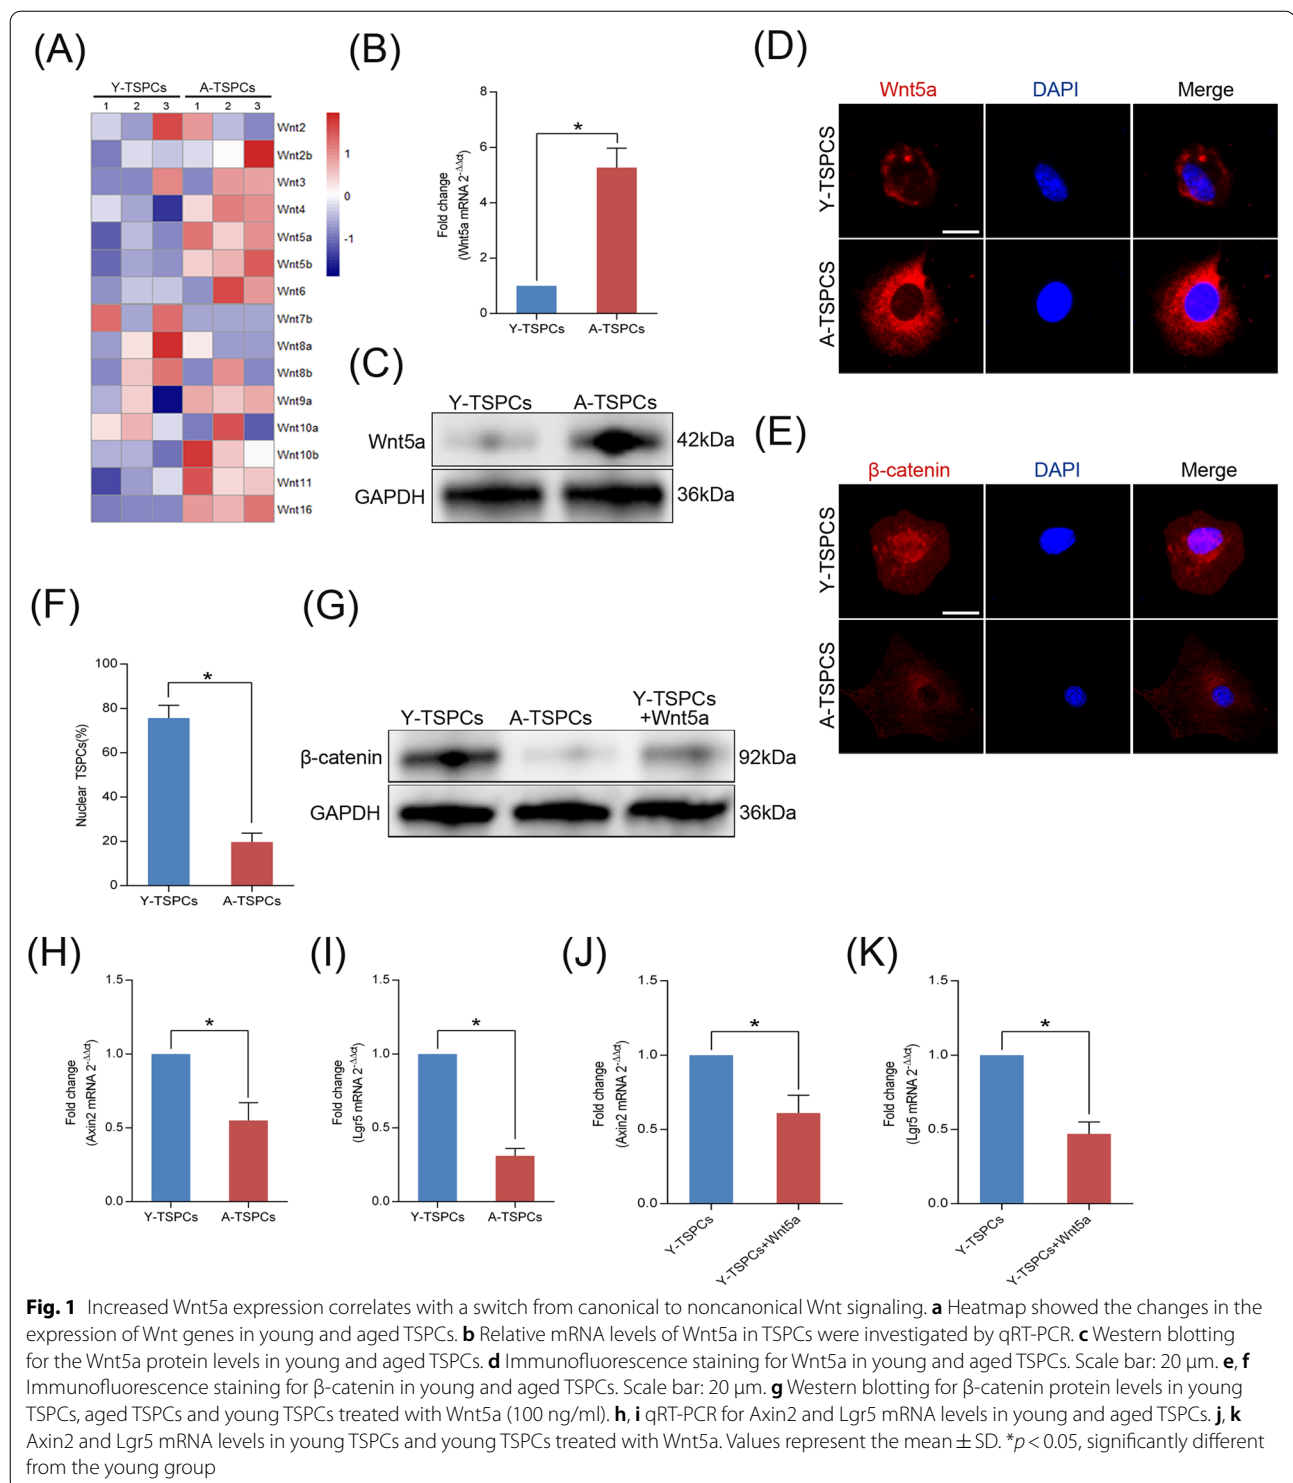 (A)
Y-TSPCs A-TSPCs
1 2 3 1 2 3
Wnt2
Wnt2b
Wnt3
Wnt4
Wnt5a
Wnt5b
Wnt6
Wnt7b
Wnt8a
Wnt8b
Wnt9a
Wnt10a
Wnt10b
Wnt11
Wnt16
1
0
-1
(B)
Fold change
(Wnt5a mRNA 2^-ΔΔct)
8
6
4
2
0
*
Y-TSPCs A-TSPCs
(C)
Y-TSPCs A-TSPCs
Wnt5a 42kDa
GAPDH 36kDa
(D)
Wnt5a DAPI Merge
Y-TSPCS
A-TSPCS
(E)
β-catenin DAPI Merge
Y-TSPCS
A-TSPCS
(F)
Nuclear TSPCs(%)
100
80
60
40
20
0
*
Y-TSPCs A-TSPCs
(G)
Y-TSPCs A-TSPCs Y-TSPCs
+Wnt5a
β-catenin 92kDa
GAPDH 36kDa
(H)
Fold change
(Axin2 mRNA 2^-ΔΔct)
1.5
1.0
0.5
0.0
*
Y-TSPCs A-TSPCs
(I)
Fold change
(Lgr5 mRNA 2^-ΔΔct)
1.5
1.0
0.5
0.0
*
Y-TSPCs A-TSPCs
(J)
Fold change
(Axin2 mRNA 2^-ΔΔct)
1.5
1.0
0.5
0.0
*
Y-TSPCs
Y-TSPCs+Wnt5a
(K)
Fold change
(Lgr5 mRNA 2^-ΔΔct)
1.5
1.0
0.5
0.0
*
Y-TSPCs
Y-TSPCs+Wnt5a
Fig. 1 Increased Wnt5a expression correlates with a switch from canonical to noncanonical Wnt signaling. a Heatmap showed the changes in the
expression of Wnt genes in young and aged TSPCs. b Relative mRNA levels of Wnt5a in TSPCs were investigated by qRT-PCR. c Western blotting
for the Wnt5a protein levels in young and aged TSPCs. d Immunofluorescence staining for Wnt5a in young and aged TSPCs. Scale bar: 20 μm. e, f
Immunofluorescence staining for β-catenin in young and aged TSPCs. Scale bar: 20 μm. g Western blotting for β-catenin protein levels in young
TSPCs, aged TSPCs and young TSPCs treated with Wnt5a (100 ng/ml). h, i qRT-PCR for Axin2 and Lgr5 mRNA levels in young and aged TSPCs. j, k
Axin2 and Lgr5 mRNA levels in young TSPCs and young TSPCs treated with Wnt5a. Values represent the mean ± SD. *p < 0.05, significantly different
from the young group